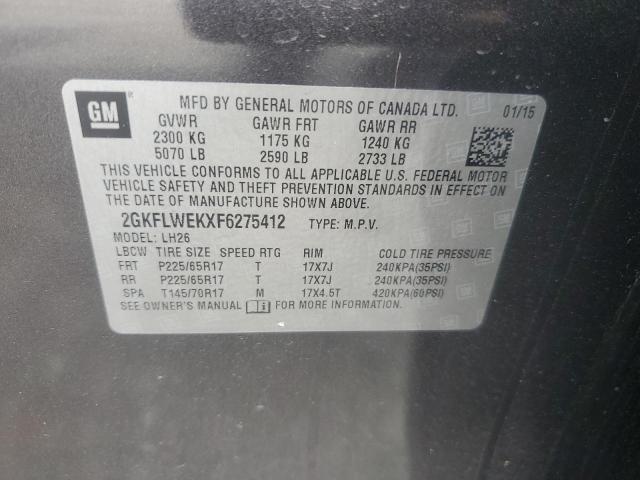 GM
MFD BY GENERAL MOTORS OF CANADA LTD. 01/15
GVWR GAWR FRT GAWR RR
2300 KG 1175 KG 1240 KG
5070 LB 2590 LB 2733 LB
THIS VEHICLE CONFORMS TO ALL APPLICABLE U.S. FEDERAL MOTOR
VEHICLE SAFETY AND THEFT PREVENTION STANDARDS IN EFFECT ON
THE DATE OF MANUFACTURE SHOWN ABOVE.
2GKFLWEKXF6275412 TYPE: M.P.V.
MODEL: LH26
LBCW TIRE SIZE SPEED RTG RIM COLD TIRE PRESSURE
FRT P225/65R17 T 17X7J 240KPA(35PSI)
RR P225/65R17 T 17X7J 240KPA(35PSI)
SPA T145/70R17 M 17X4.5T 420KPA(60PSI)
SEE OWNER'S MANUAL FOR MORE INFORMATION.